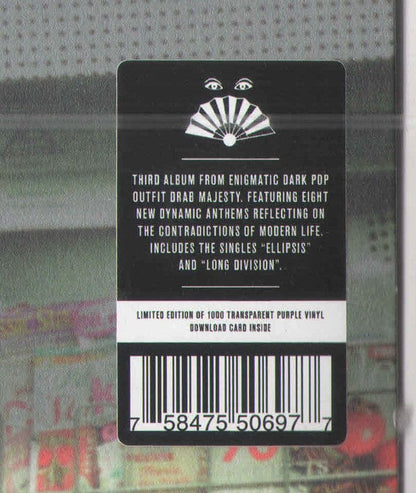 THIRD ALBUM FROM ENIGMATIC DARK POP
OUTFIT DRAB MAJESTY. FEATURING EIGHT
NEW DYNAMIC ANTHEMS REFLECTING ON
THE CONTRADICTIONS OF MODERN LIFE.
INCLUDES THE SINGLES “ELLIPSIS”
AND “LONG DIVISION”.
LIMITED EDITION OF 1000 TRANSPARENT PURPLE VINYL
DOWNLOAD CARD INSIDE
7 58475 50697 7